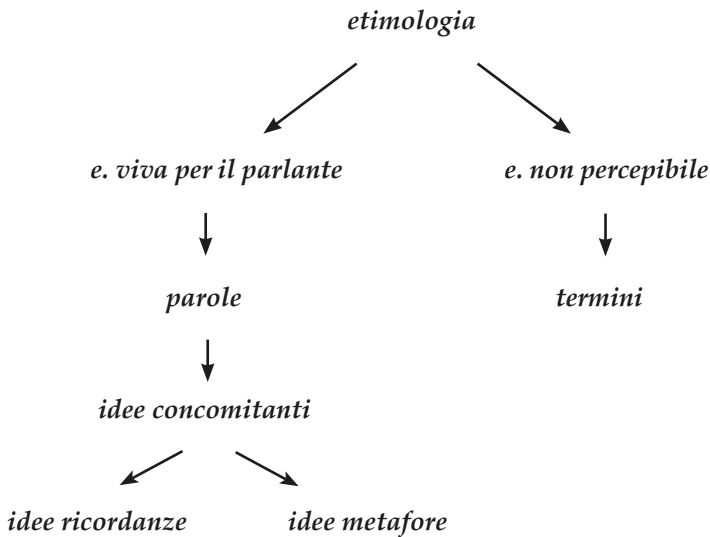 etimologia
e. viva per il parlante
e. non percepibile
parole
termini
idee concomitanti
idee ricordanze
idee metafore